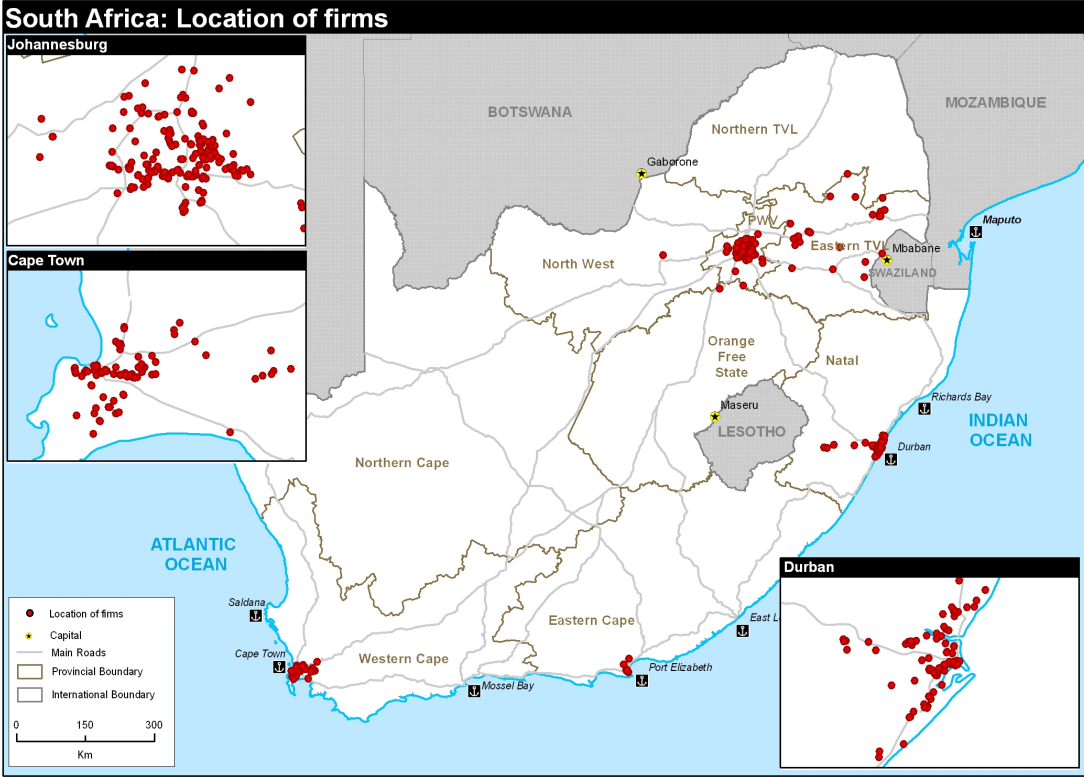 South Africa: Location of firms
Johannesburg
Cape Town
BOTSWANA
MOZAMBIQUE
Northern TVL
Gaborone
Maputo
PWV
Eastern TVL
Mbabane
SWAZILAND
North West
Orange
Free
State
Natal
Maseru
LESOTHO
Richards Bay
INDIAN
OCEAN
Durban
Northern Cape
ATLANTIC
OCEAN
Saldana
Cape Town
Western Cape
Eastern Cape
Mossel Bay
Port Elizabeth
East L
Durban
Location of firms
Capital
Main Roads
Provincial Boundary
International Boundary
0 150 300
Km